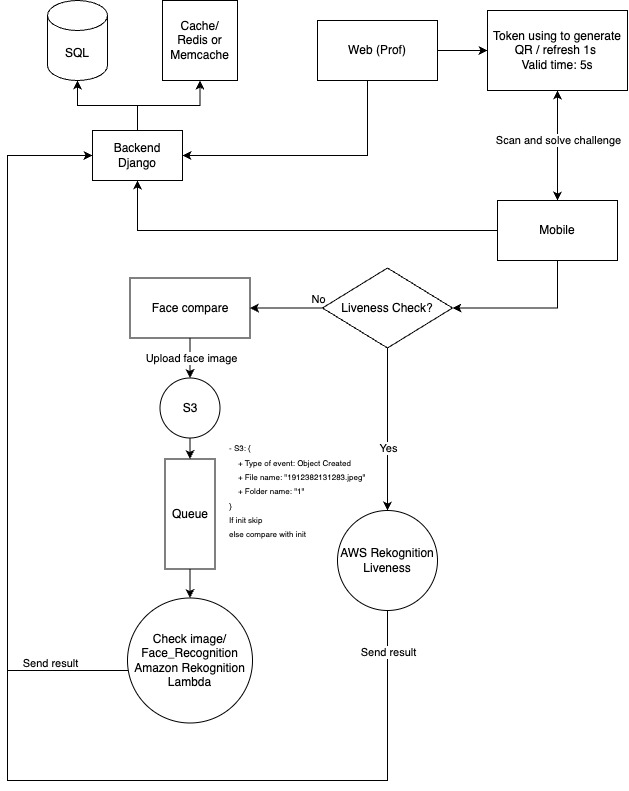 SQL
Cache/
Redis or
Memcache
Web (Prof)
Token using to generate
QR / refresh 1s
Valid time: 5s
Backend
Django
Scan and solve challenge
Mobile
Face compare
No
Liveness Check?
Upload face image
S3
Yes
- S3: {
+ Type of event: Object Created
+ File name: "1912382131283.jpeg"
+ Folder name: "1"
}
If init skip
else compare with init
Queue
AWS Rekognition
Liveness
Check image/
Face_Recognition
Amazon Rekognition
Lambda
Send result
Send result